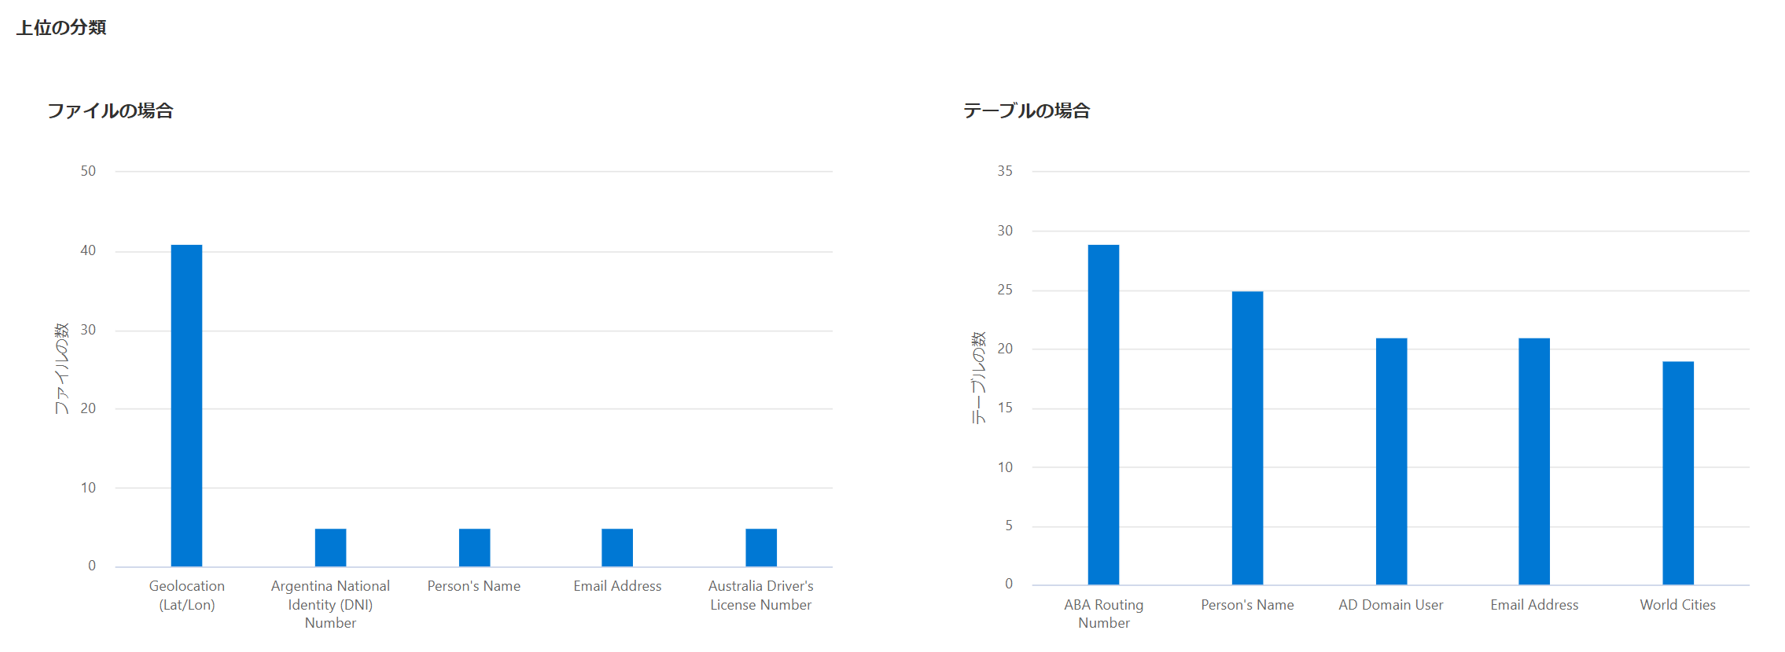 上位の分類
ファイルの場合
ファイルの数
50
40
30
20
10
0
Geolocation
(Lat/Lon)
Argentina National
Identity (DNI)
Number
Person's Name
Email Address
Australia Driver's
License Number
テーブルの場合
テーブルの数
35
30
25
20
15
10
5
0
ABA Routing
Number
Person's Name
AD Domain User
Email Address
World Cities